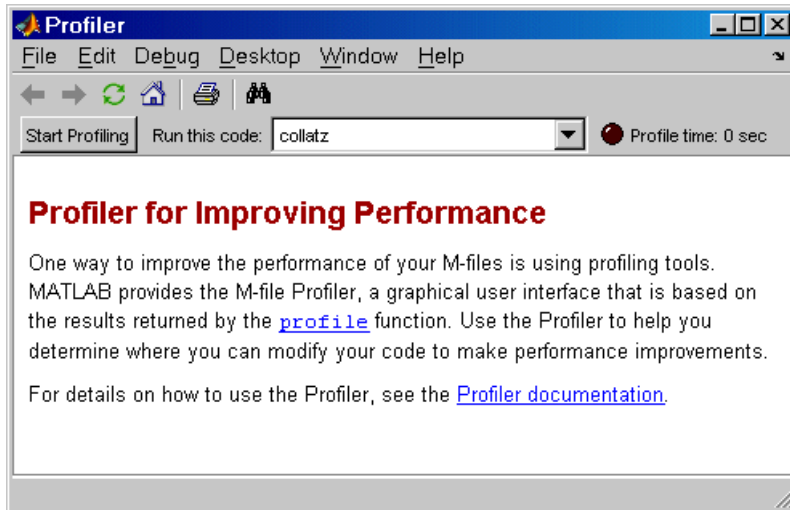 Profiler
File Edit Debug Desktop Window Help
Start Profiling Run this code: collatz Profile time: 0 sec
Profiler for Improving Performance
One way to improve the performance of your M-files is using profiling tools.
MATLAB provides the M-file Profiler, a graphical user interface that is based on
the results returned by the profile function. Use the Profiler to help you
determine where you can modify your code to make performance improvements.
For details on how to use the Profiler, see the Profiler documentation.